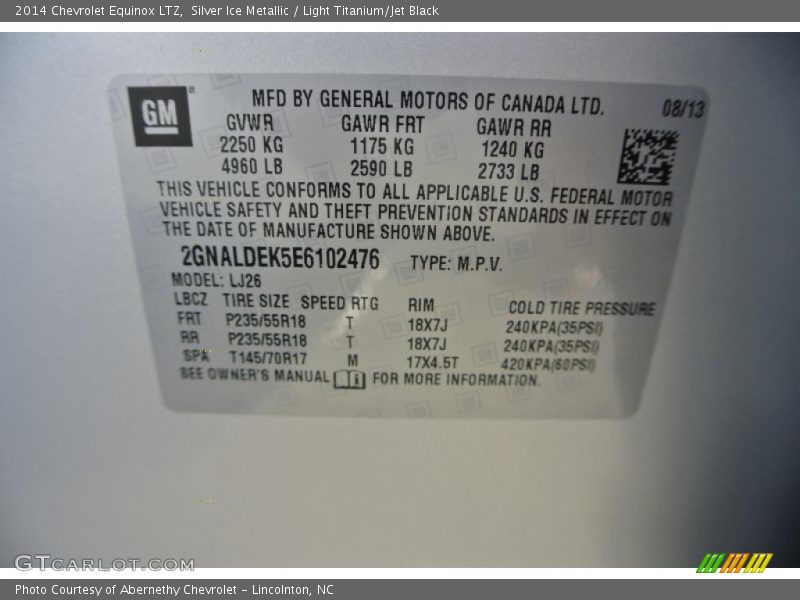 2014 Chevrolet Equinox LTZ,  Silver Ice Metallic / Light Titanium/Jet Black
GM
MFD BY GENERAL MOTORS OF CANADA LTD. 08/13
GVWR GAWR FRT GAWR RR
2250 KG 1175 KG 1240 KG
4960 LB 2590 LB 2733 LB
THIS VEHICLE CONFORMS TO ALL APPLICABLE U.S. FEDERAL MOTOR
VEHICLE SAFETY AND THEFT PREVENTION STANDARDS IN EFFECT ON
THE DATE OF MANUFACTURE SHOWN ABOVE.
2GNALDEK5E6102476 TYPE: M.P.V.
MODEL: LJ26
LBCZ TIRE SIZE SPEED RTG RIM COLD TIRE PRESSURE
FRT P235/55R18 T 18X7J 240KPA(35PSI)
RR P235/55R18 T 18X7J 240KPA(35PSI)
SPA T145/70R17 M 17X4.5T 420KPA(60PSI)
SEE OWNER'S MANUAL i FOR MORE INFORMATION.
GTCARLOT.COM
Photo Courtesy of Abernethy Chevrolet – Lincolnton, NC